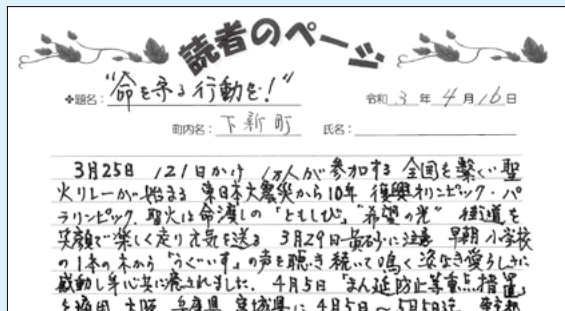 読者のページ
❖題名: "命を守る行動を!" 令和 3 年 4 月 16 日
町内名: 下新町 氏名:
3月25日 121日かけ 1万人が参加する 全国を繋ぐ聖
火リレーが始まる 東日本大震災から10年 復興オリンピック・パ
ラリンピック 聖火は命渡しの「ともしび」"希望の光" 街道を
笑顔で楽しく走り元気を送る 3月29日 黄砂に注意 早朝 小学校
の1本の木から「うぐいす」の声を聴き 続いて鳴く 姿なき愛らしさに
感動し 共に癒されました、4月5日「まん延防止等重点措置」
を適用 大阪 兵庫県 宮城県に 4月5日～5月5日迄